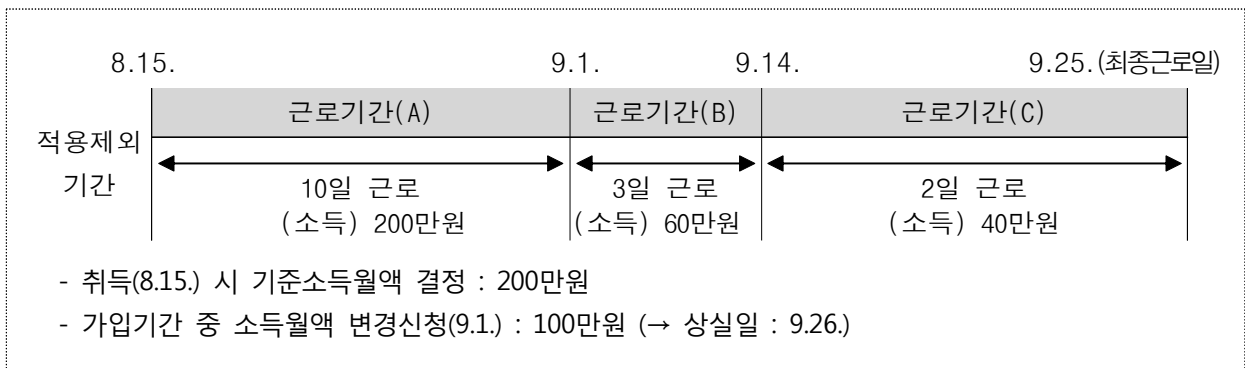 8.15. 9.1. 9.14. 9.25.(최종근로일)
근로기간(A) 근로기간(B) 근로기간(C)
적용제외
기간
10일 근로 3일 근로 2일 근로
(소득) 200만원 (소득) 60만원 (소득) 40만원
- 취득(8.15.) 시 기준소득월액 결정 : 200만원
- 가입기간 중 소득월액 변경신청(9.1.) : 100만원 (→ 상실일 : 9.26.)